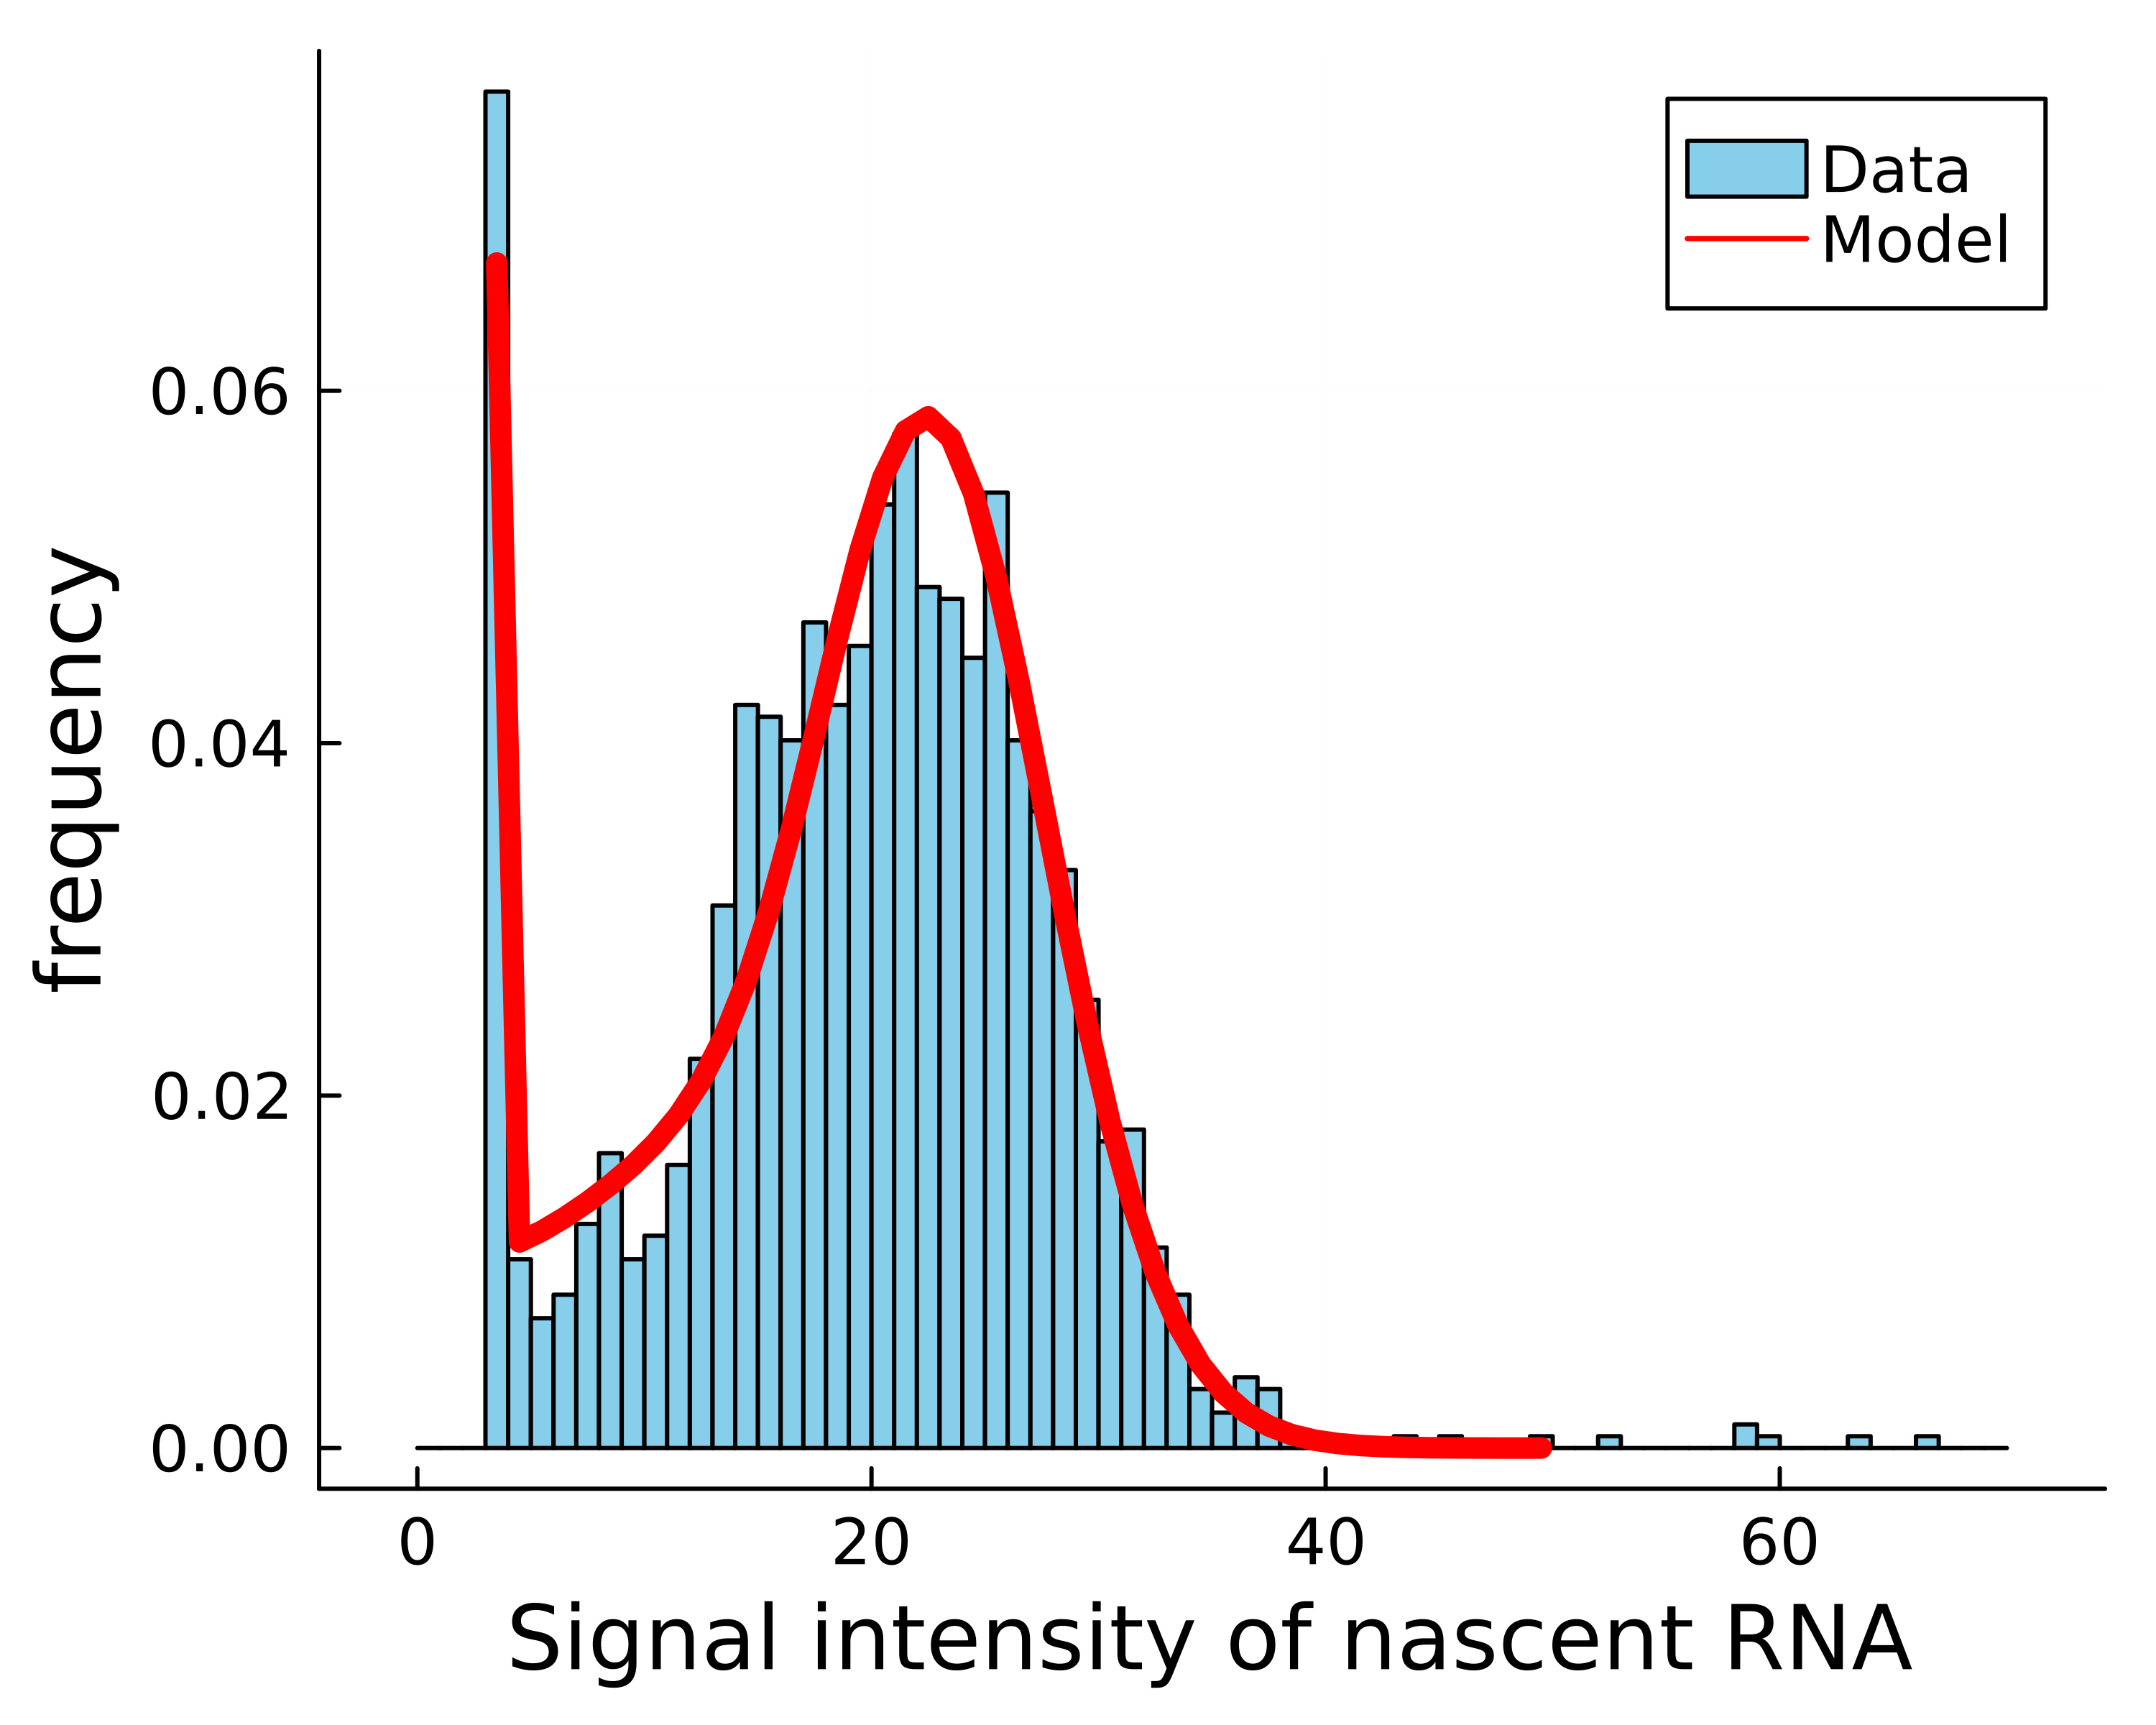 Data
Model
0.06
0.04
0.02
0.00
frequency
0 20 40 60
Signal intensity of nascent RNA